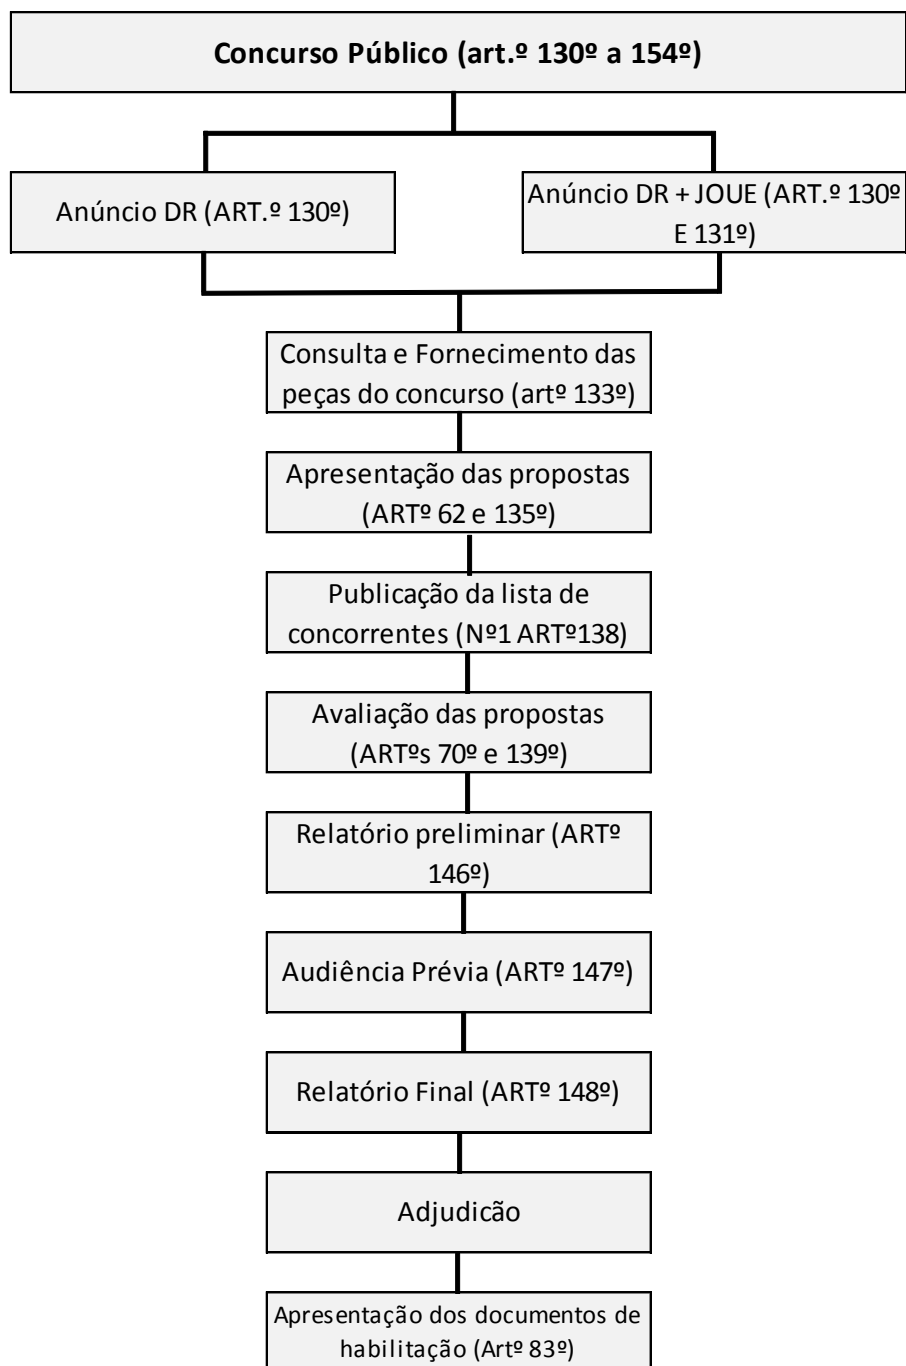 Concurso Público (art.º 130º a 154º)
Anúncio DR (ART.º 130º)
Anúncio DR + JOUE (ART.º 130º
E 131º)
Consulta e Fornecimento das
peças do concurso (artº 133º)
Apresentação das propostas
(ARTº 62 e 135º)
Publicação da lista de
concorrentes (Nº1 ARTº138)
Avaliação das propostas
(ARTºs 70º e 139º)
Relatório preliminar (ARTº
146º)
Audiência Prévia (ARTº 147º)
Relatório Final (ARTº 148º)
Adjudicão
Apresentação dos documentos de
habilitação (Artº 83º)